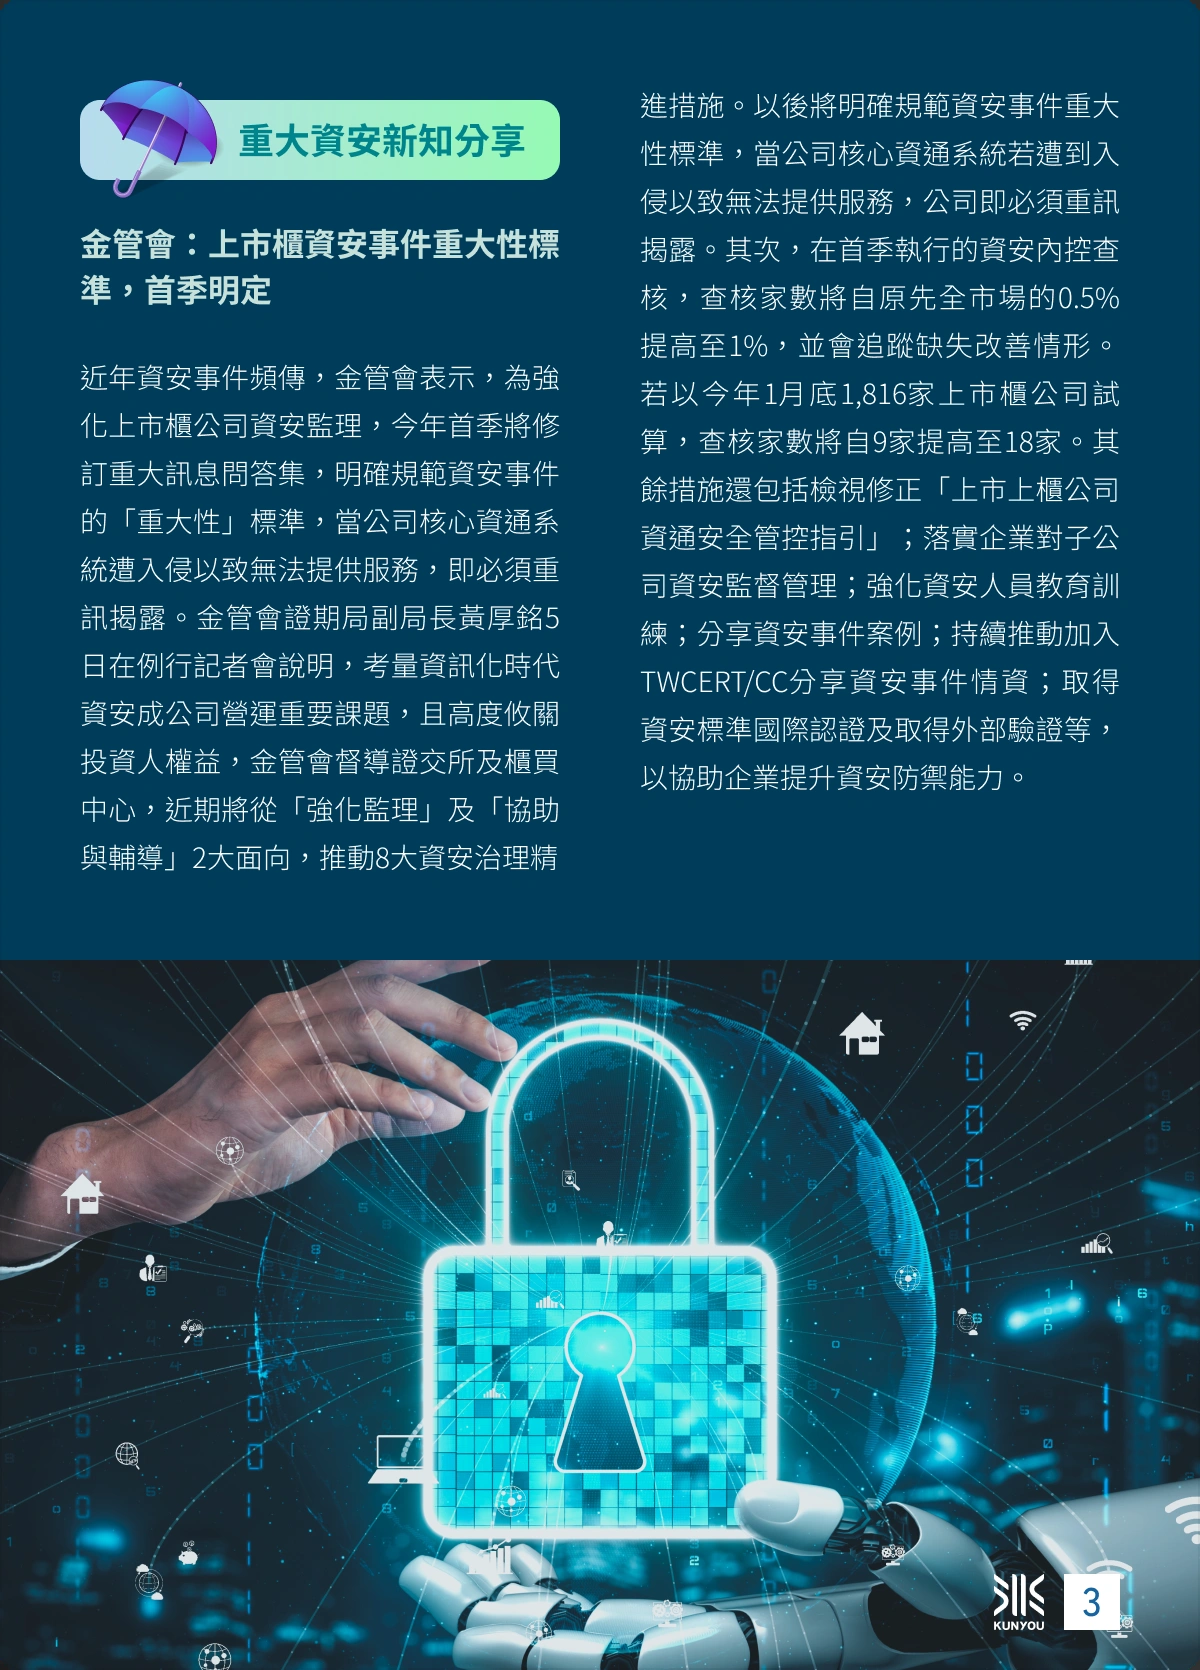 重大資安新知分享
金管會：上市櫃資安事件重大性標
準，首季明定
近年資安事件頻傳，金管會表示，為強
化上市櫃公司資安監理，今年首季將修
訂重大訊息問答集，明確規範資安事件
的「重大性」標準，當公司核心資通系
統遭入侵以致無法提供服務，即必須重
訊揭露。金管會證期局副局長黃厚銘5
日在例行記者會說明，考量資訊化時代
資安成公司營運重要課題，且高度攸關
投資人權益，金管會督導證交所及櫃買
中心，近期將從「強化監理」及「協助
與輔導」2大面向，推動8大資安治理精
進措施。以後將明確規範資安事件重大
性標準，當公司核心資通系統若遭到入
侵以致無法提供服務，公司即必須重訊
揭露。其次，在首季執行的資安內控查
核，查核家數將自原先全市場的0.5%
提高至1%，並會追蹤缺失改善情形。
若以今年1月底1,816家上市櫃公司試
算，查核家數將自9家提高至18家。其
餘措施還包括檢視修正「上市上櫃公司
資通安全管控指引」；落實企業對子公
司資安監督管理；強化資安人員教育訓
練；分享資安事件案例；持續推動加入
TWCERT/CC分享資安事件情資；取得
資安標準國際認證及取得外部驗證等，
以協助企業提升資安防禦能力。
KUNYOU
3